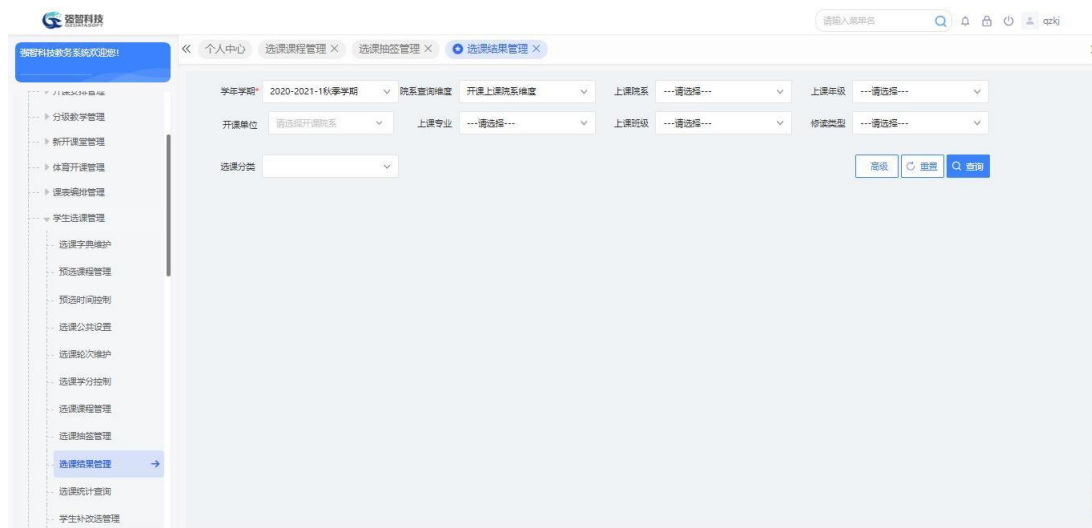 强智科技
QZDATASOFT
请输入菜单名
qzkj
强智科技教务系统欢迎您!
个人中心 选课课程管理 × 选课抽签管理 × 选课结果管理 ×
分级教学管理
新开课堂管理
体育开课管理
课表编排管理
学生选课管理
选课字典维护
预选课程管理
预选时间控制
选课公共设置
选课轮次维护
选课学分控制
选课课程管理
选课抽签管理
选课结果管理
选课统计查询
学生补改选管理
学年学期* 2020-2021-1秋季学期 院系查询维度 开课上课院系维度 上课院系 ---请选择--- 上课年级 ---请选择---
开课单位 请选择开课院系 上课专业 ---请选择--- 上课班级 ---请选择--- 修读类型 ---请选择---
选课分类 高级 重置 查询